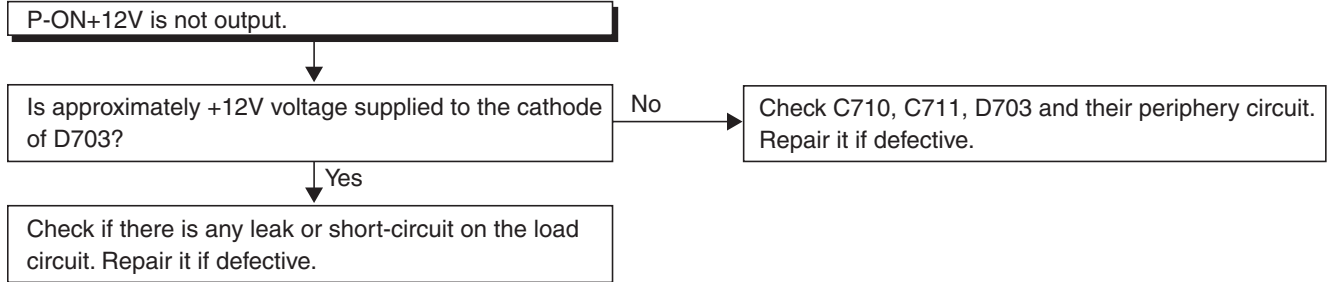 P-ON+12V is not output.
Is approximately +12V voltage supplied to the cathode
of D703?
No
Check C710, C711, D703 and their periphery circuit.
Repair it if defective.
Yes
Check if there is any leak or short-circuit on the load
circuit. Repair it if defective.